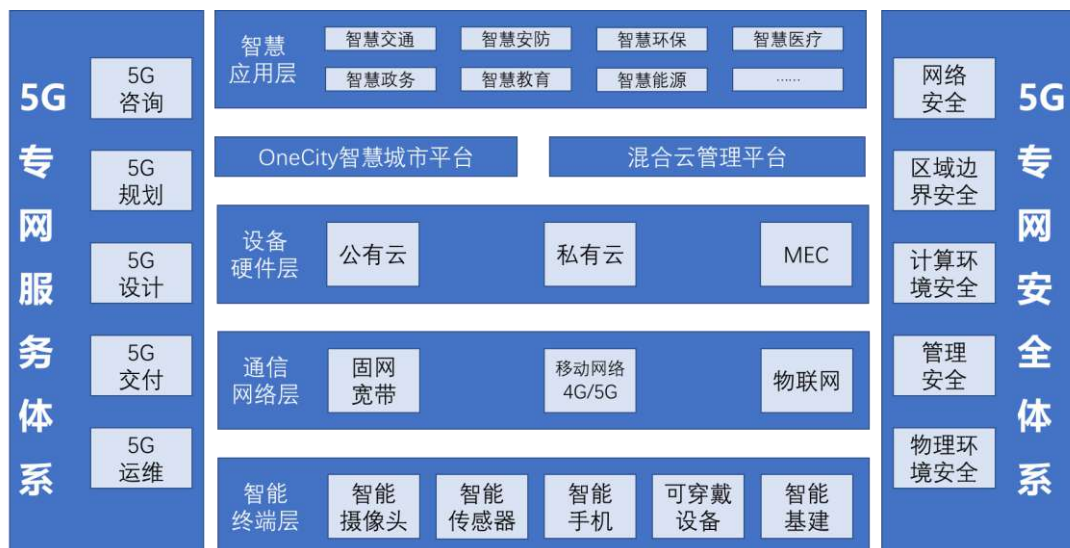 5G
专
网
服
务
体
系
5G
咨询
5G
规划
5G
设计
5G
交付
5G
运维
智慧
应用层
智慧交通
智慧安防
智慧环保
智慧医疗
智慧政务
智慧教育
智慧能源
……
OneCity智慧城市平台
混合云管理平台
设备
硬件层
公有云
私有云
MEC
通信
网络层
固网
宽带
移动网络
4G/5G
物联网
智能
终端层
智能
摄像头
智能
传感器
智能
手机
可穿戴
设备
智能
基建
网络
安全
区域边
界安全
计算环
境安全
管理
安全
物理环
境安全
5G
专
网
安
全
体
系